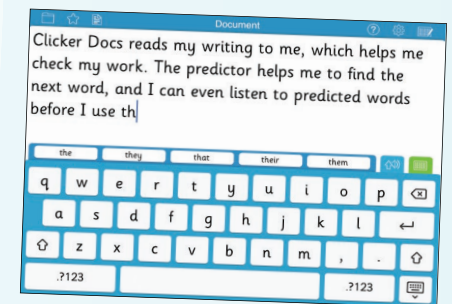 Document
Clicker Docs reads my writing to me, which helps me
check my work. The predictor helps me to find the
next word, and I can even listen to predicted words
before I use th
the they that their them
q w e r t y u i o p
a s d f g h j k l
z x c v b n m , .
.?123 .?123